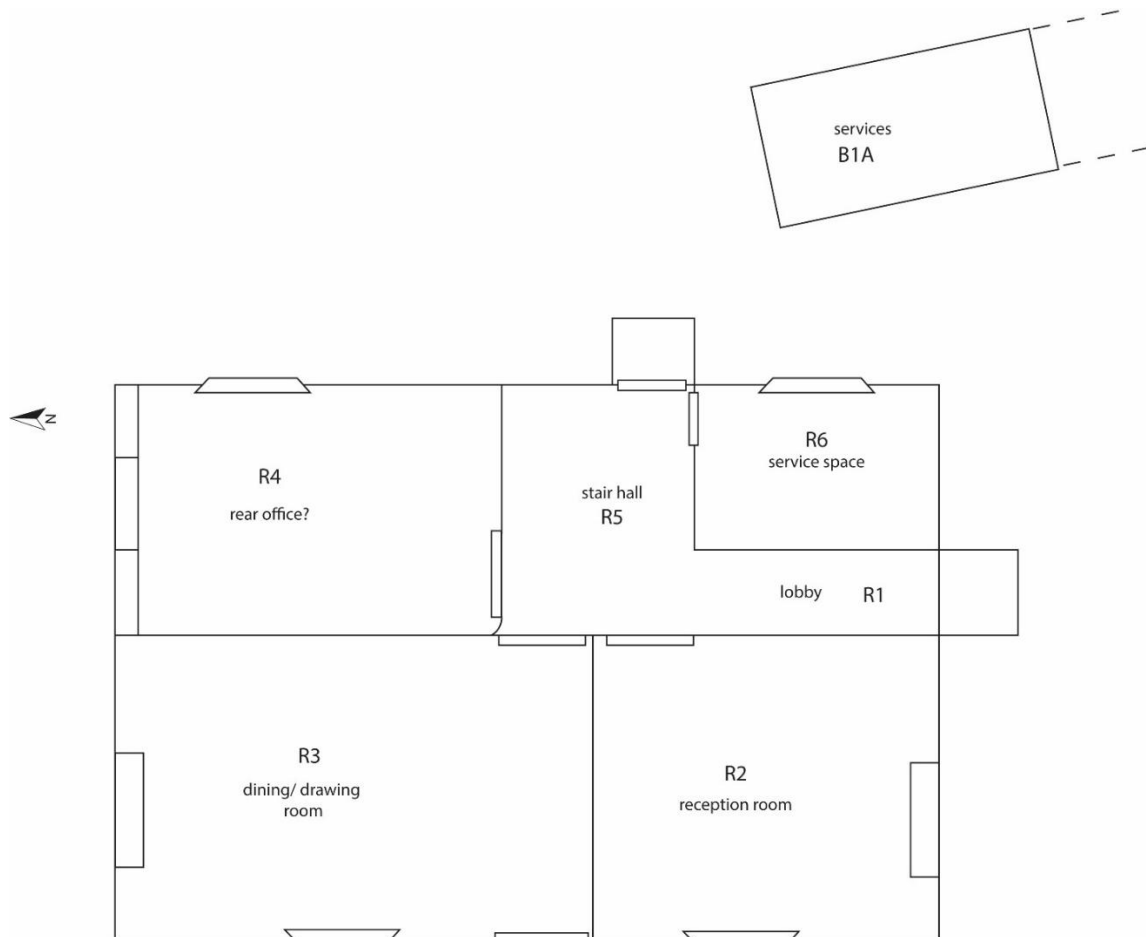 services
B1A
N
R4
rear office?
stair hall
R5
R6
service space
lobby R1
R3
dining/ drawing
room
R2
reception room